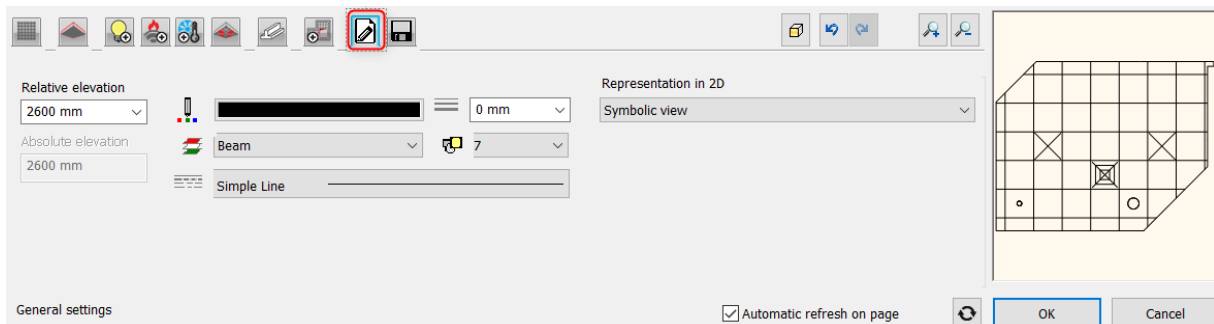 Relative elevation
2600 mm
Absolute elevation
2600 mm
0 mm
Beam
7
Simple Line
Representation in 2D
Symbolic view
General settings
Automatic refresh on page
OK
Cancel